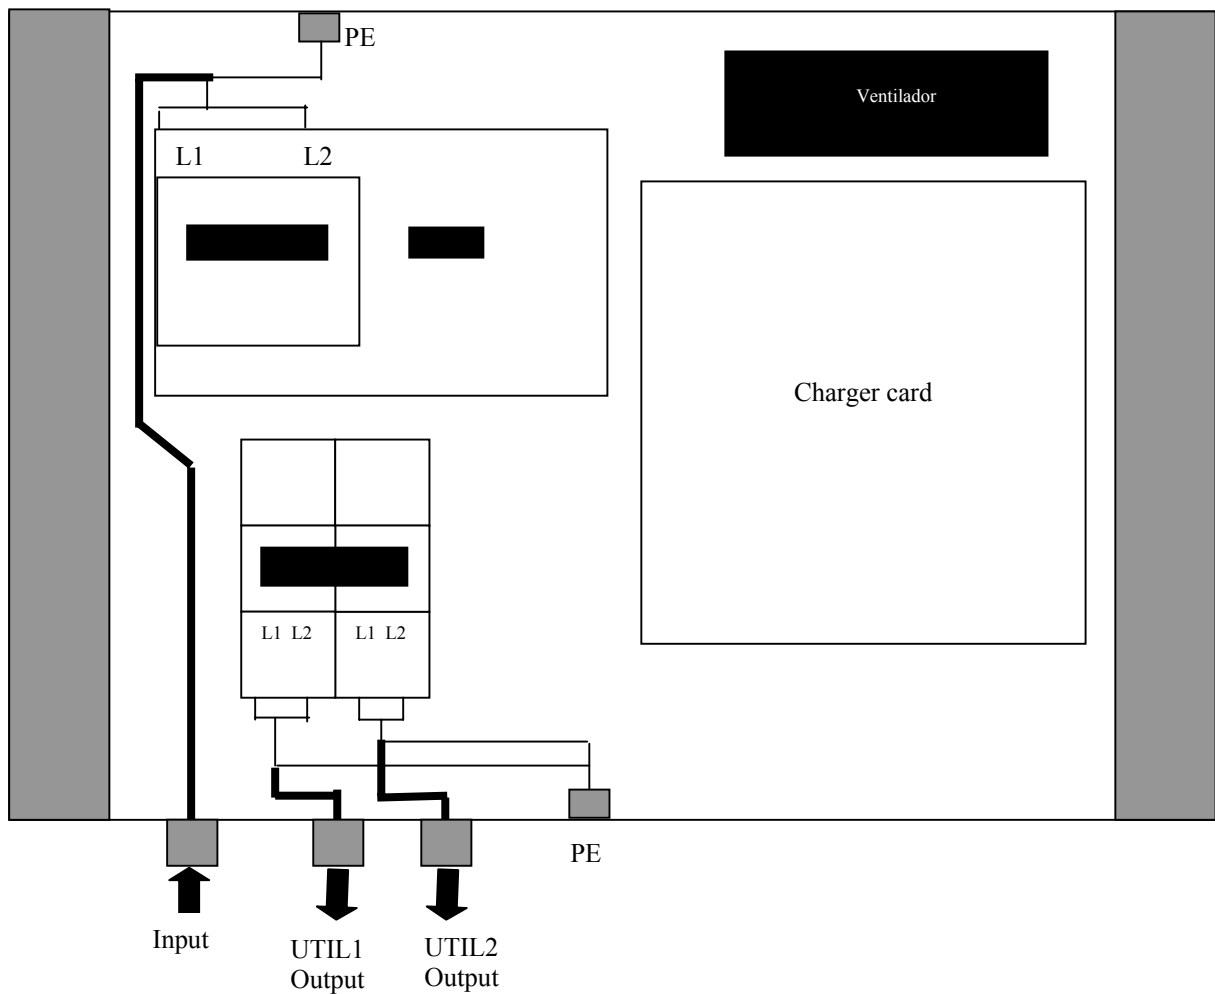 PE
Ventilador
L1 L2
Charger card
L1 L2 L1 L2
PE
Input
UTIL1
Output
UTIL2
Output